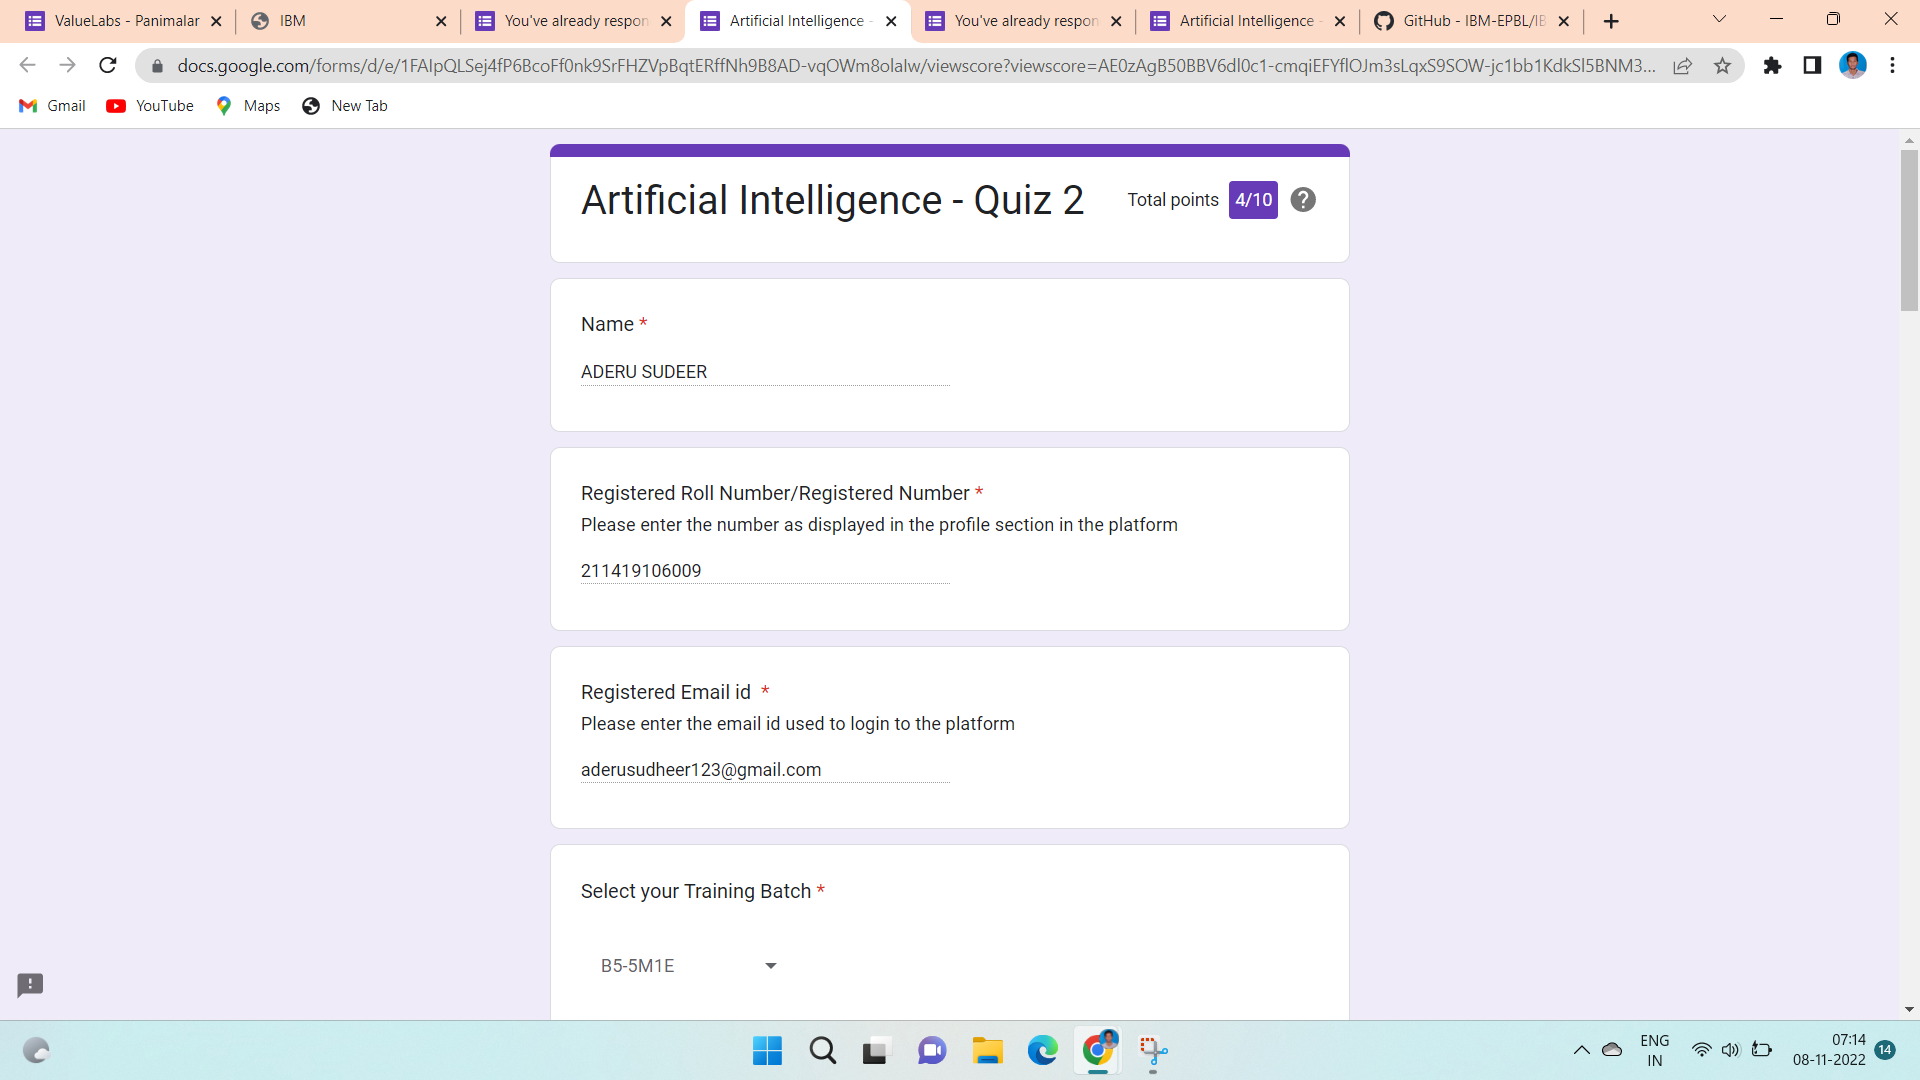 ValueLabs - Panimalar
IBM
You've already respon
Artificial Intelligence -
You've already respon
Artificial Intelligence -
GitHub - IBM-EPBL/IB
docs.google.com/forms/d/e/1FAIpQLSej4fP6BcoFf0nk9SrFHZVpBqtERffNh9B8AD-vqOWm8olaIw/viewscore?viewscore=AE0zAgB50BBV6dl0c1-cmqiEFYflOJm3sLqxS9SOW-jc1bb1KdkSl5BNM3...
Gmail
YouTube
Maps
New Tab
Artificial Intelligence - Quiz 2
Total points 4/10
Name *
ADERU SUDEER
Registered Roll Number/Registered Number *
Please enter the number as displayed in the profile section in the platform
211419106009
Registered Email id *
Please enter the email id used to login to the platform
aderusudheer123@gmail.com
Select your Training Batch *
B5-5M1E
ENG
IN
07:14
08-11-2022
14